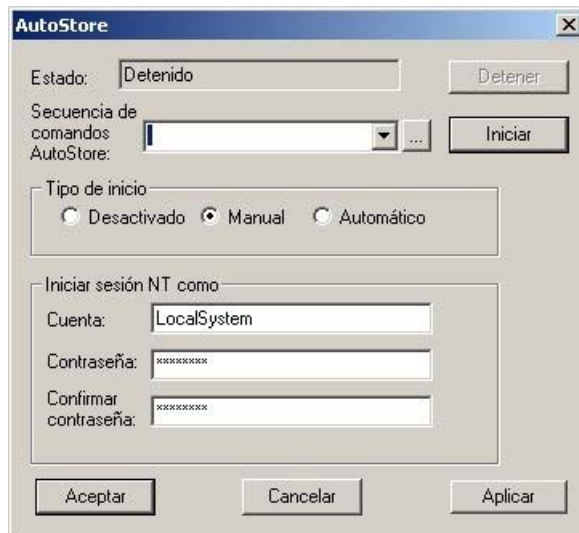 AutoStore
Estado: Detenido Detener
Secuencia de
comandos
AutoStore: ... Iniciar
Tipo de inicio
Desactivado Manual Automático
Iniciar sesión NT como
Cuenta: LocalSystem
Contraseña: ********
Confirmar
contraseña: ********
Aceptar Cancelar Aplicar